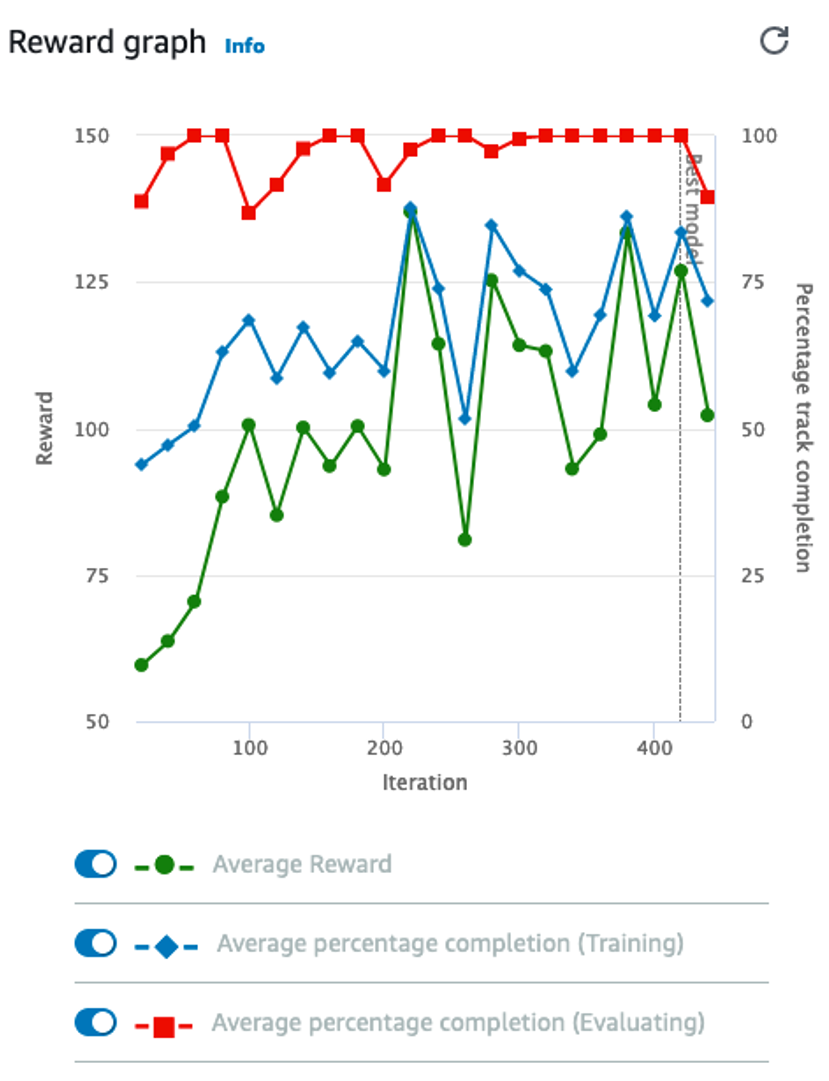 Reward graph Info
150 100
Best model
125 75
100 50
75 25
50 0
Reward
Percentage track completion
100 200 300 400
Iteration
Average Reward
Average percentage completion (Training)
Average percentage completion (Evaluating)